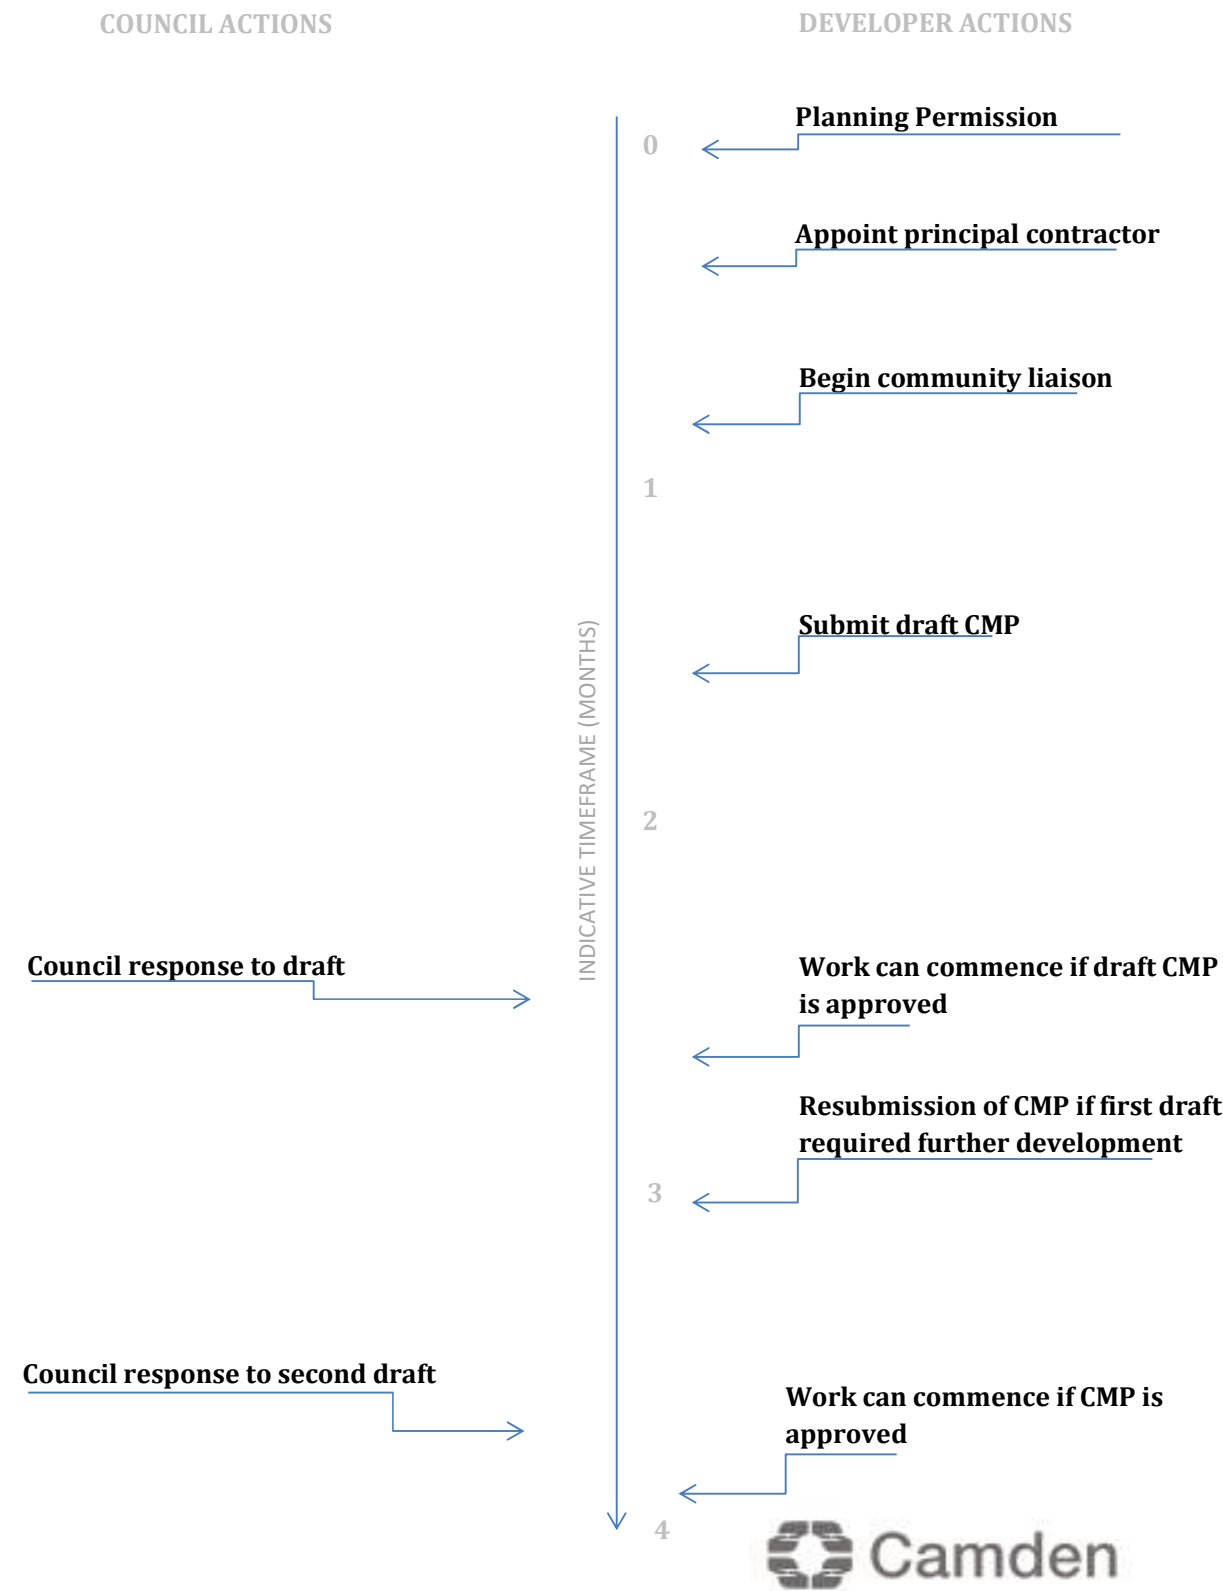 COUNCIL ACTIONS
DEVELOPER ACTIONS
Planning Permission
0
Appoint principal contractor
Begin community liaison
1
Submit draft CMP
INDICATIVE TIMEFRAME (MONTHS)
2
Council response to draft
Work can commence if draft CMP
is approved
Resubmission of CMP if first draft
required further development
3
Council response to second draft
Work can commence if CMP is
approved
4
Camden